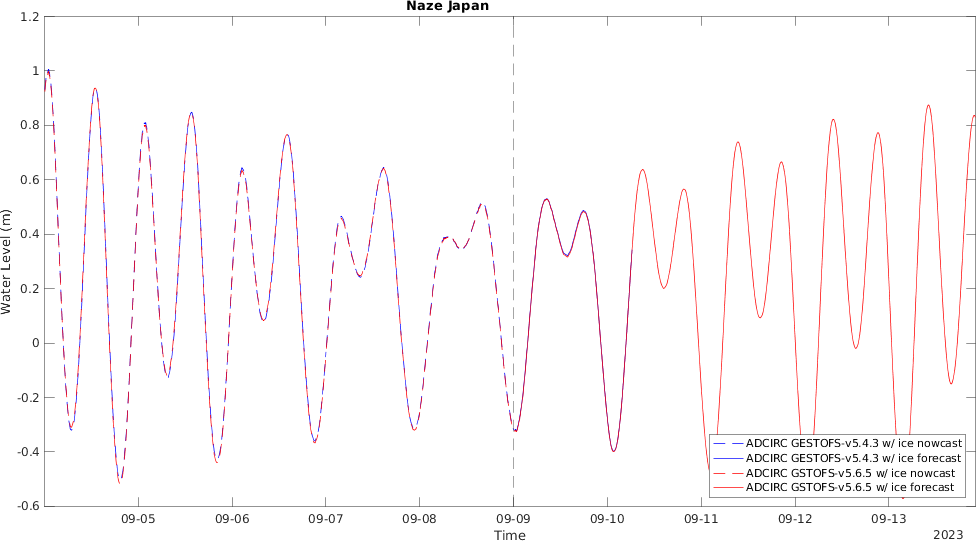 Naze Japan
1.2
1
0.8
0.6
0.4
0.2
0
-0.2
-0.4
-0.6
Water Level (m)
ADCIRC GESTOFS-v5.4.3 w/ ice nowcast
ADCIRC GESTOFS-v5.4.3 w/ ice forecast
ADCIRC GSTOFS-v5.6.5 w/ ice nowcast
ADCIRC GSTOFS-v5.6.5 w/ ice forecast
09-05 09-06 09-07 09-08 09-09 09-10 09-11 09-12 09-13
Time
2023